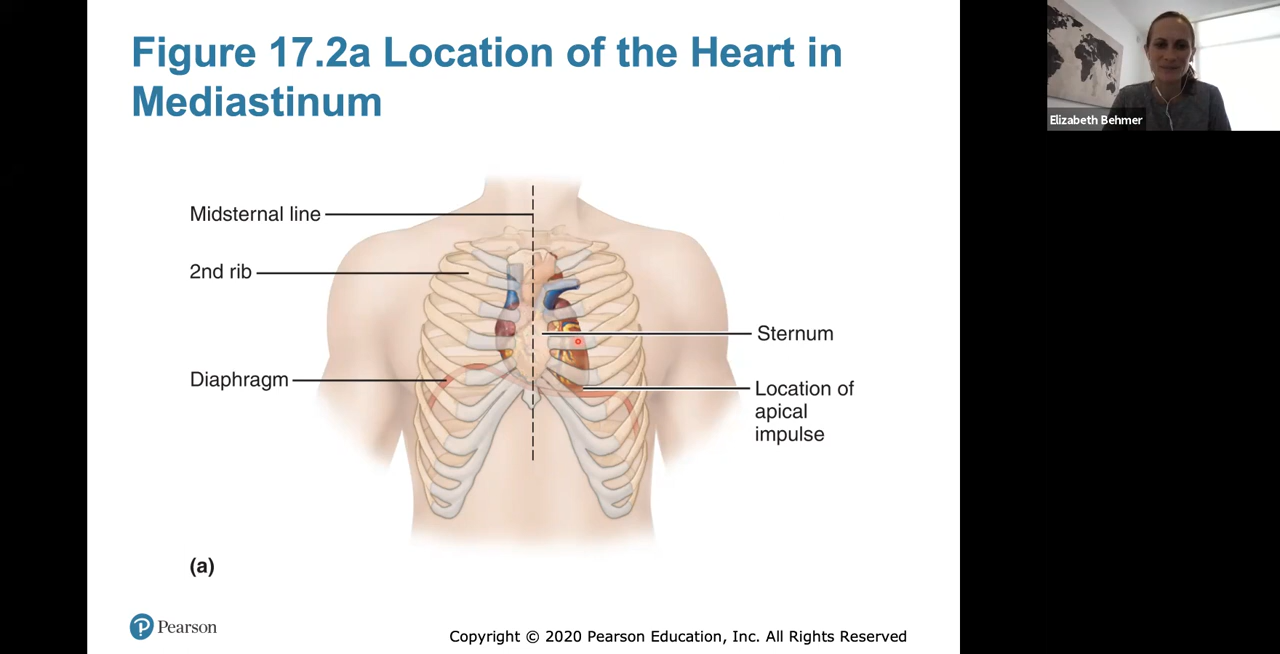 Figure 17.2a Location of the Heart in
Mediastinum
Elizabeth Behmer
Midsternal line
2nd rib
Sternum
Diaphragm
Location of
apical
impulse
(a)
Pearson
Copyright © 2020 Pearson Education, Inc. All Rights Reserved